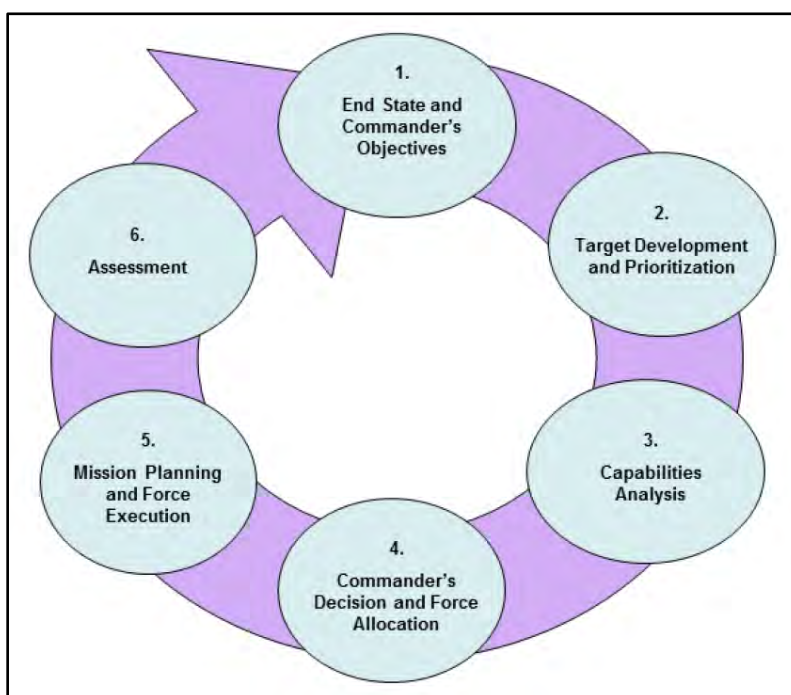 1.
End State and
Commander's
Objectives
2.
Target Development
and Prioritization
3.
Capabilities
Analysis
4.
Commander's
Decision and Force
Allocation
5.
Mission Planning
and Force
Execution
6.
Assessment